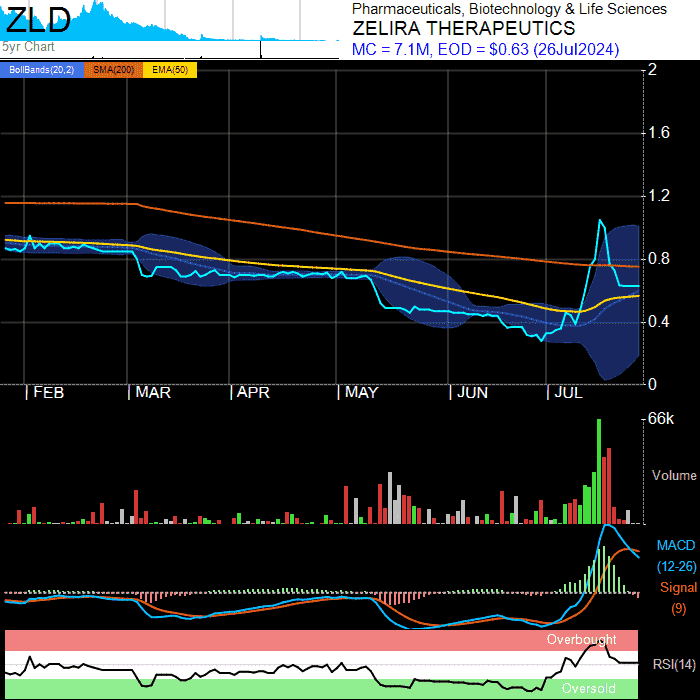 ZLD
5yr Chart
Pharmaceuticals, Biotechnology & Life Sciences
ZELIRA THERAPEUTICS
MC = 7.1M, EOD = $0.63 (26Jul2024)
BollBands(20,2) SMA(200) EMA(50)
2
1.6
1.2
0.8
0.4
0
FEB MAR APR MAY JUN JUL
66k
Volume
MACD
(12-26)
Signal
(9)
Overbought
RSI(14)
Oversold